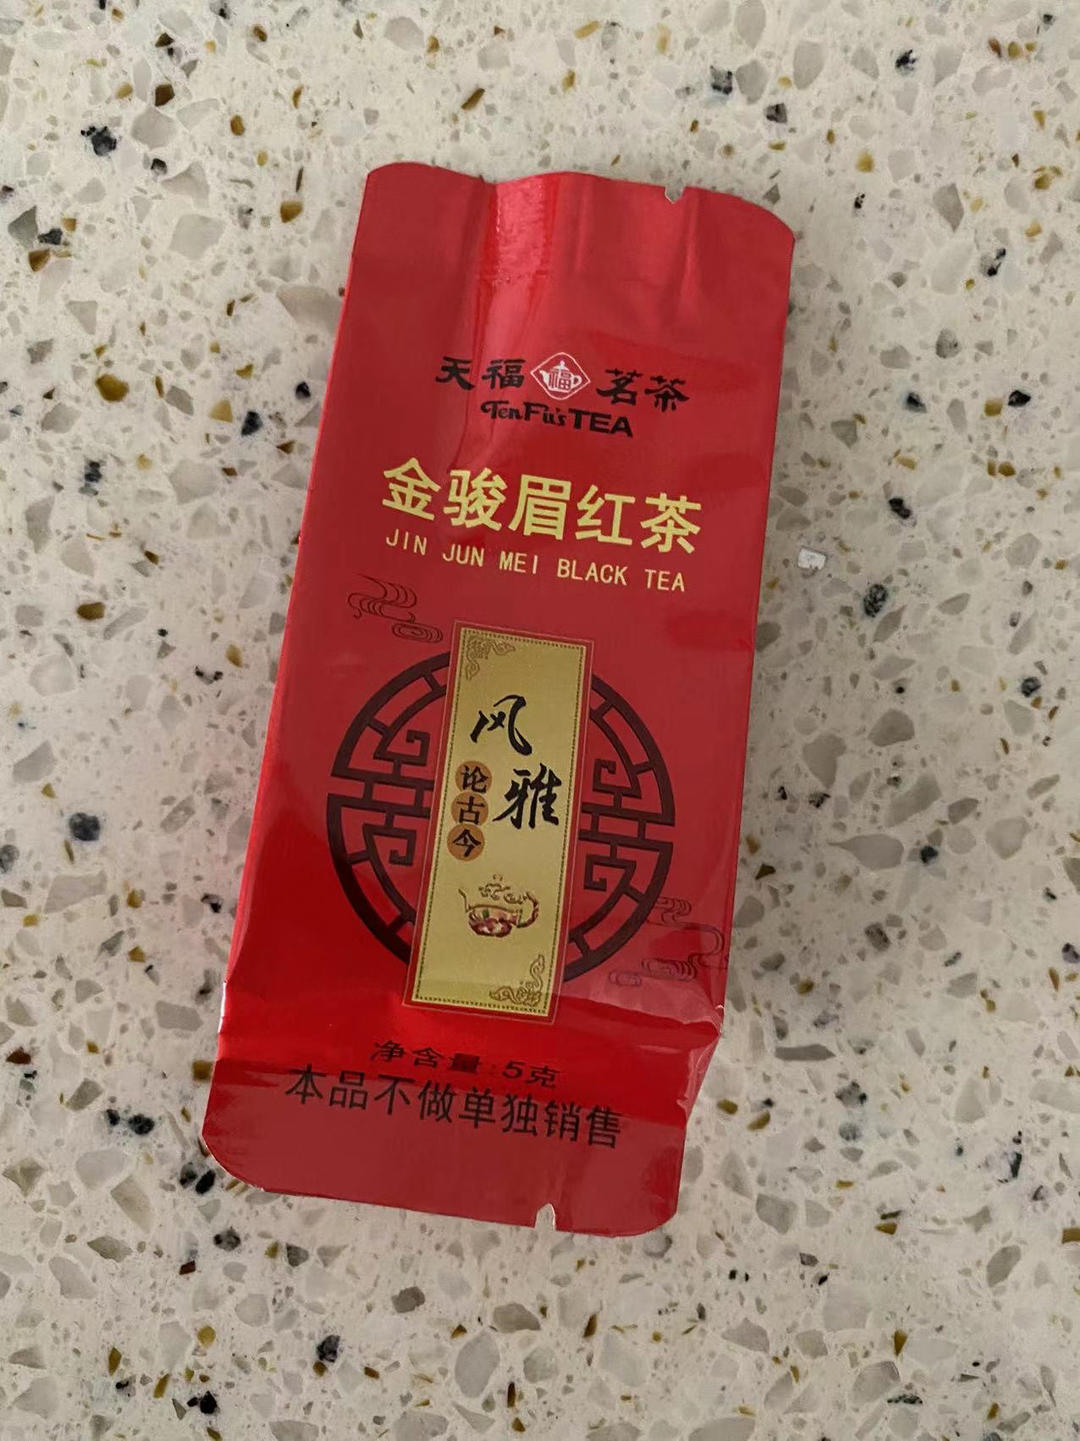 天福 福 茗茶
TenFu's TEA
金骏眉红茶
JIN JUN MEI BLACK TEA
风雅
论古今
净含量:5克
本品不做单独销售